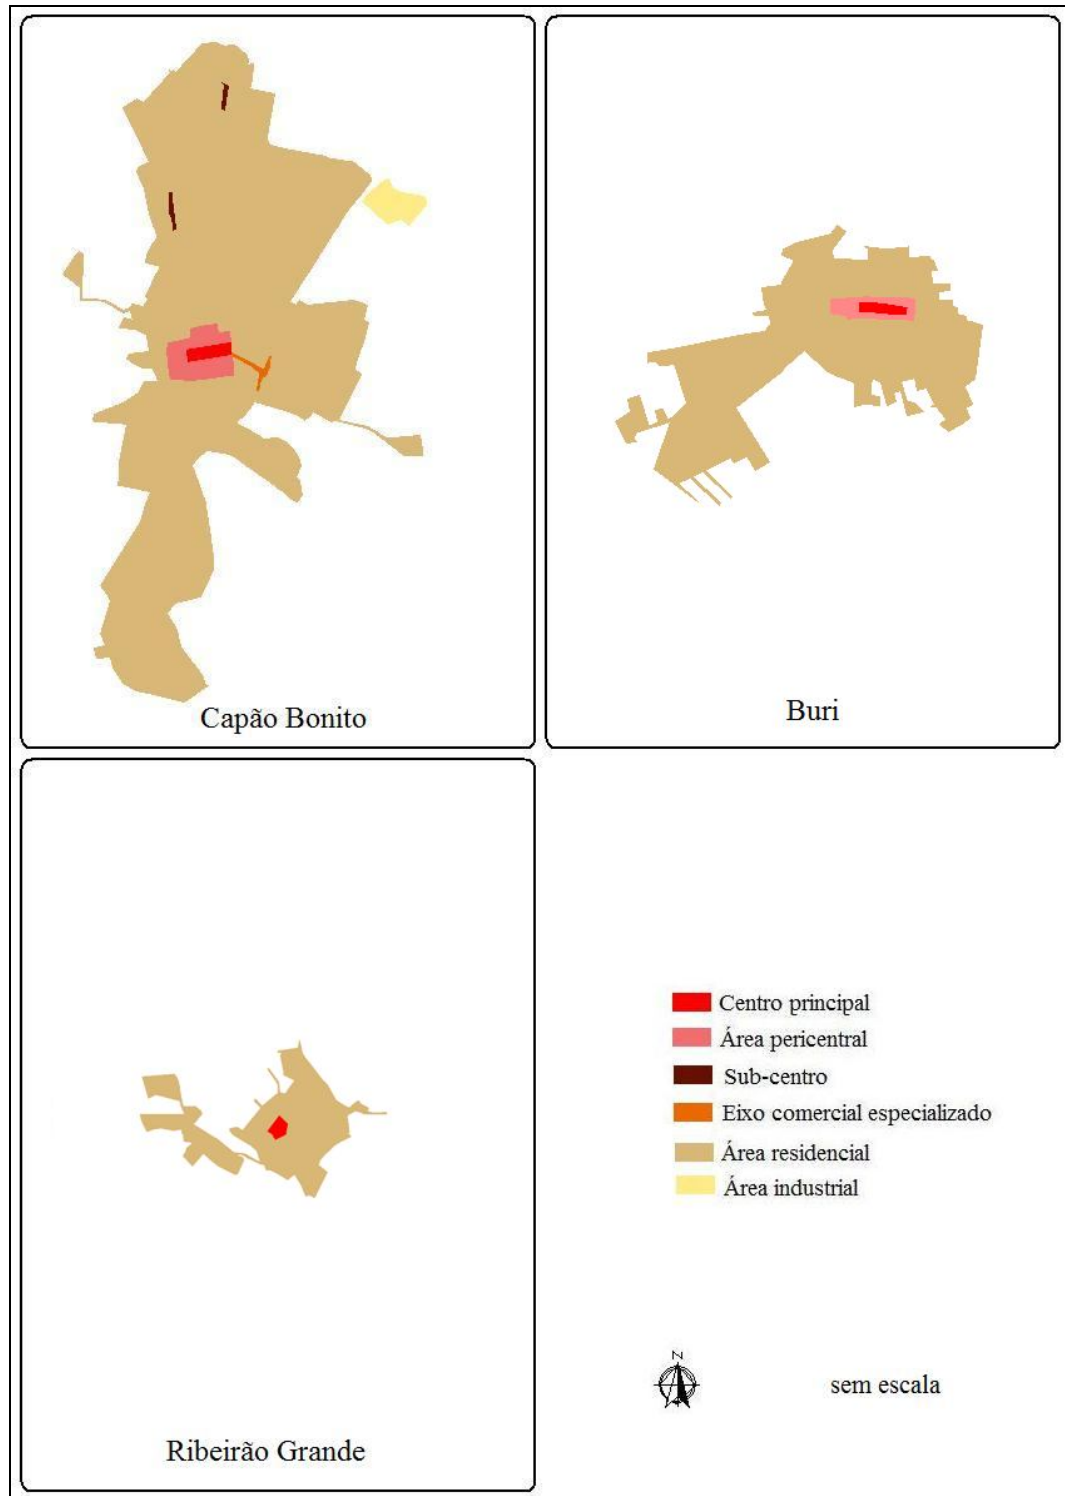 Capão Bonito
Buri
Ribeirão Grande
Centro principal
Área pericentral
Sub-centro
Eixo comercial especializado
Área residencial
Área industrial
N
sem escala